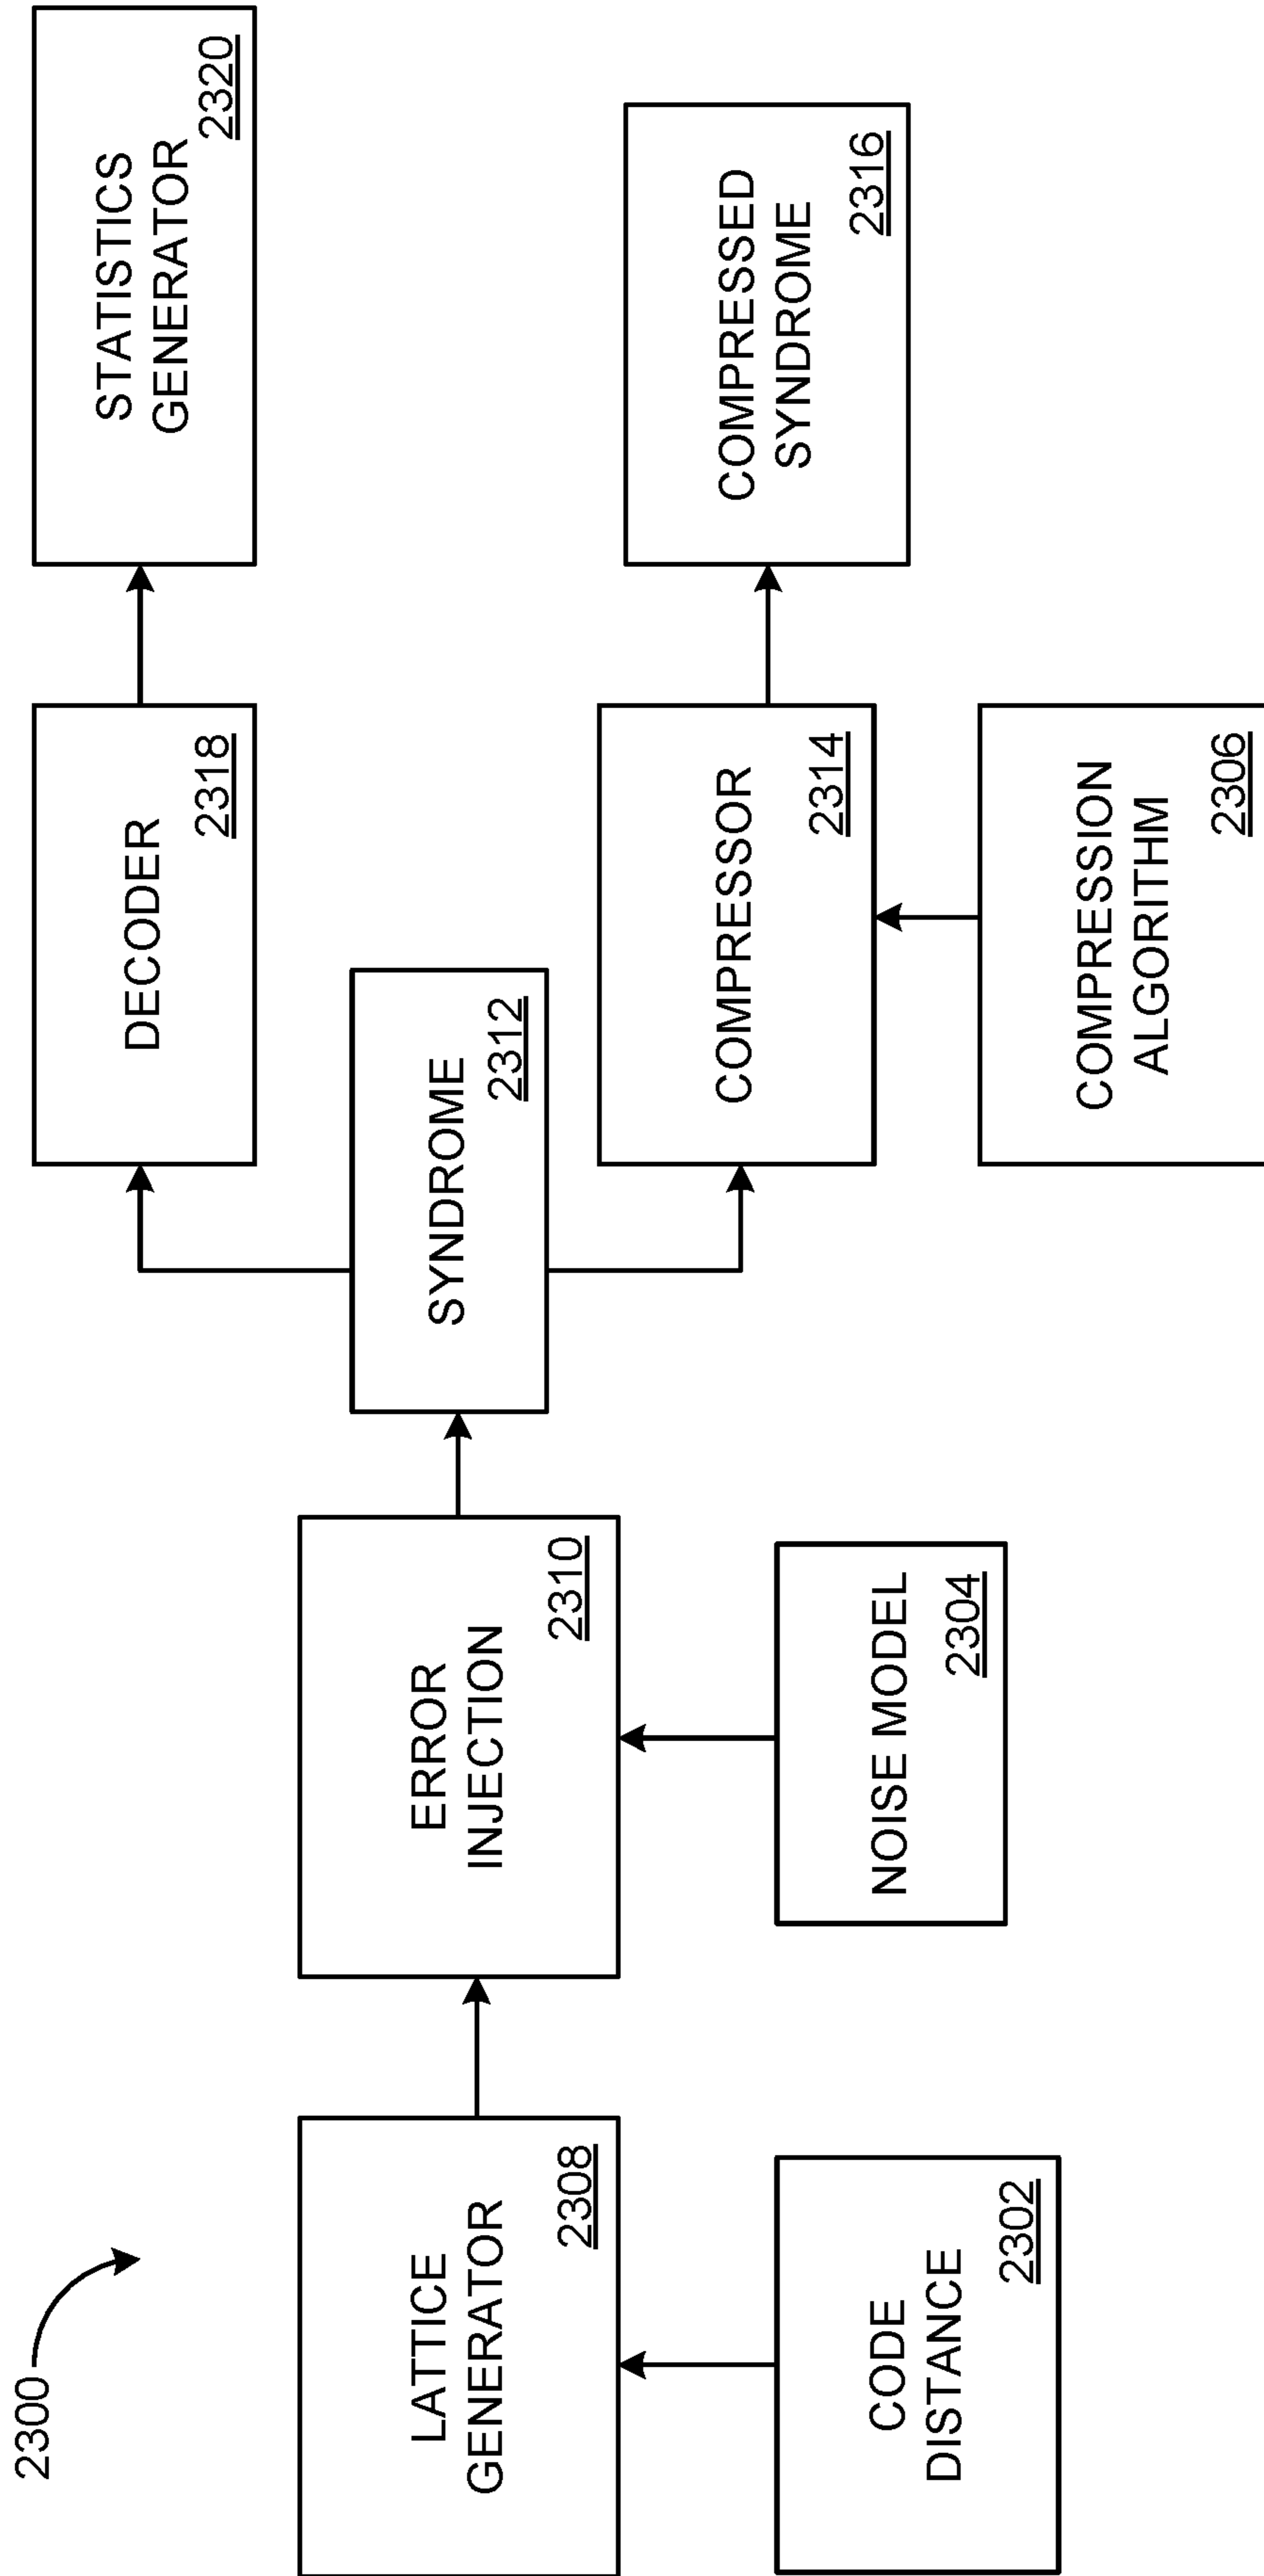 2300
LATTICE
GENERATOR
2308
CODE
DISTANCE
2302
ERROR
INJECTION
2310
NOISE MODEL
2304
SYNDROME
2312
DECODER
2318
COMPRESSOR
2314
COMPRESSION
ALGORITHM
2306
STATISTICS
GENERATOR
2320
COMPRESSED
SYNDROME
2316